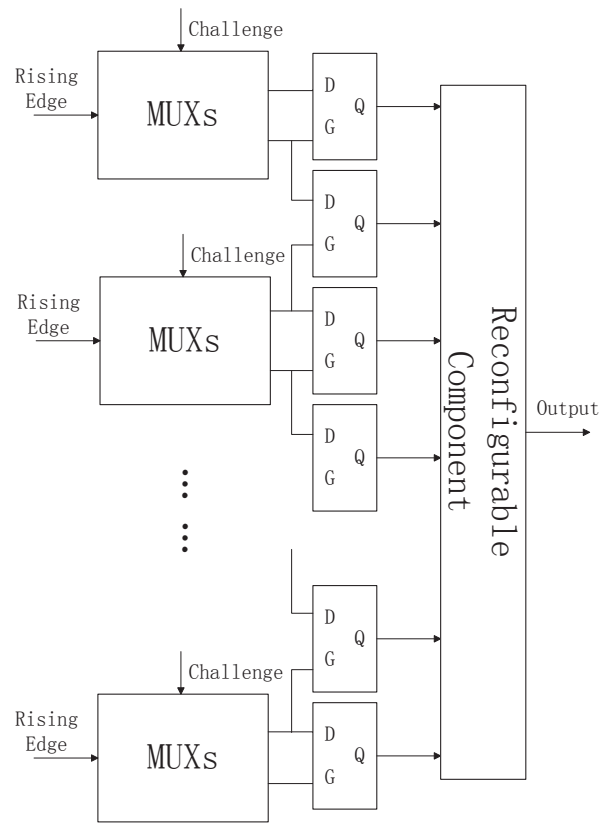 Challenge
Rising
Edge
MUXs
D
Q
G
D
Q
G
Challenge
Rising
Edge
MUXs
D
Q
G
D
Q
G
Reconfigurable
Component
Output
D
Q
G
Challenge
Rising
Edge
MUXs
D
Q
G